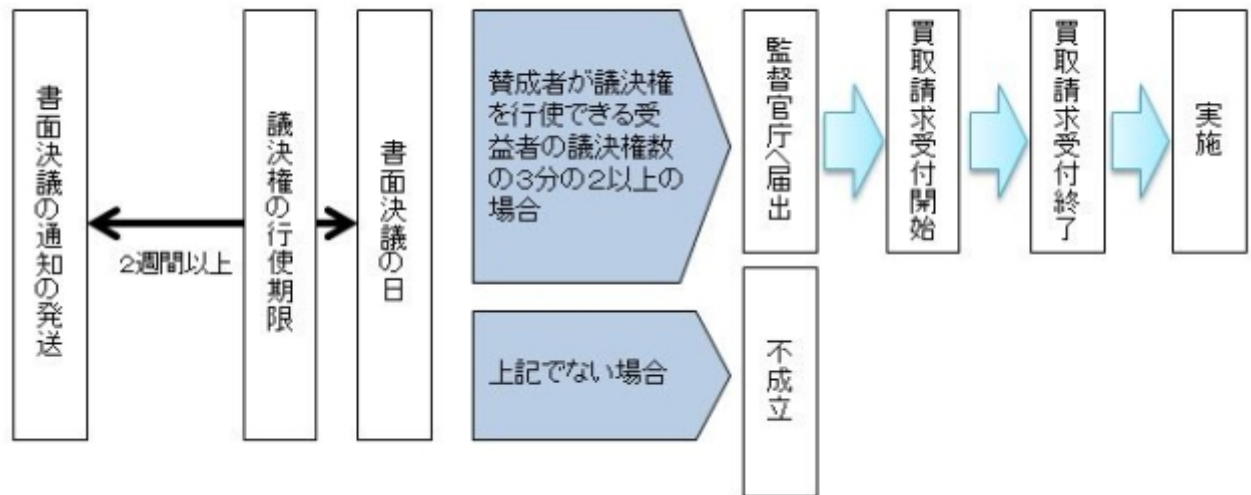 書面決議の通知の発送
2週間以上
議決権の行使期限
書面決議の日
賛成者が議決権
を行使できる受
益者の議決権数
の3分の2以上の
場合
監督官庁へ届出
買取請求受付開始
買取請求受付終了
実施
上記でない場合
不成立